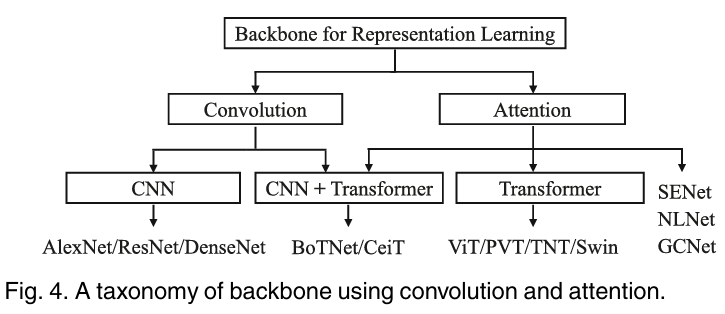 Backbone for Representation Learning
Convolution
Attention
CNN
CNN + Transformer
Transformer
SENet
NLNet
GCNet
AlexNet/ResNet/DenseNet
BoTNet/CeiT
ViT/PVT/TNT/Swin
Fig. 4. A taxonomy of backbone using convolution and attention.